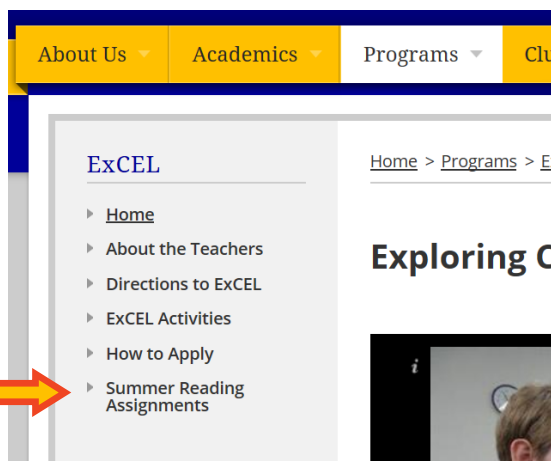 About Us Academics Programs
ExCEL
Home > Programs >
Home
About the Teachers
Directions to ExCEL
ExCEL Activities
How to Apply
Summer Reading
Assignments
Exploring
i